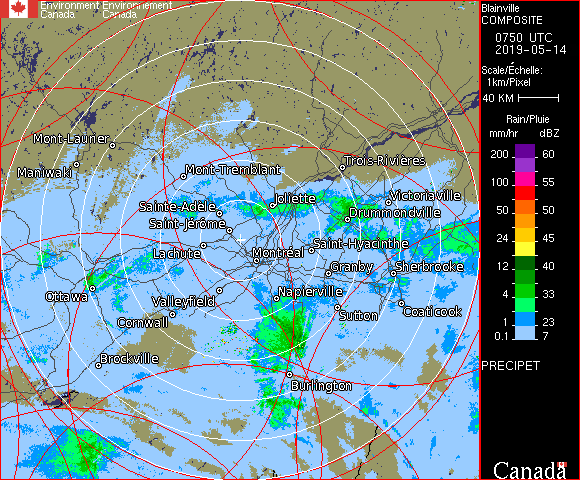 Environment Environnement
Canada Canada
Blainville
COMPOSITE
0750 UTC
2019-05-14
Scale/Échelle:
1km/Pixel
40 KM
Rain/Pluie
mm/hr dBZ
200 60
100 55
50 50
24 45
12 40
4 33
1 23
0.1 7
PRECIPET
Mont-Laurier
Maniwaki
Mont-Tremblant
Trois-Rivières
Sainte-Adèle
Joliette
Victoriaville
Drummondville
Saint-Jérôme
Lachute
Montréal
Saint-Hyacinthe
Granby
Sherbrooke
Ottawa
Valleyfield
Napierville
Cornwall
Sutton
Coaticook
Brockville
Burlington
Canada